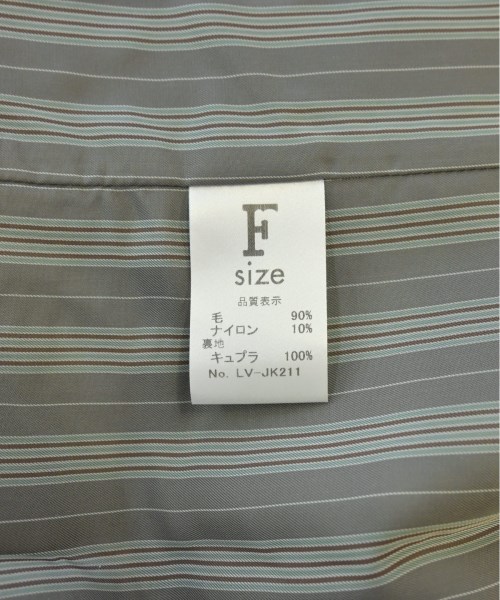 F
size
品質表示
毛 90%
ナイロン 10%
裏地
キュプラ 100%
No. LV-JK211